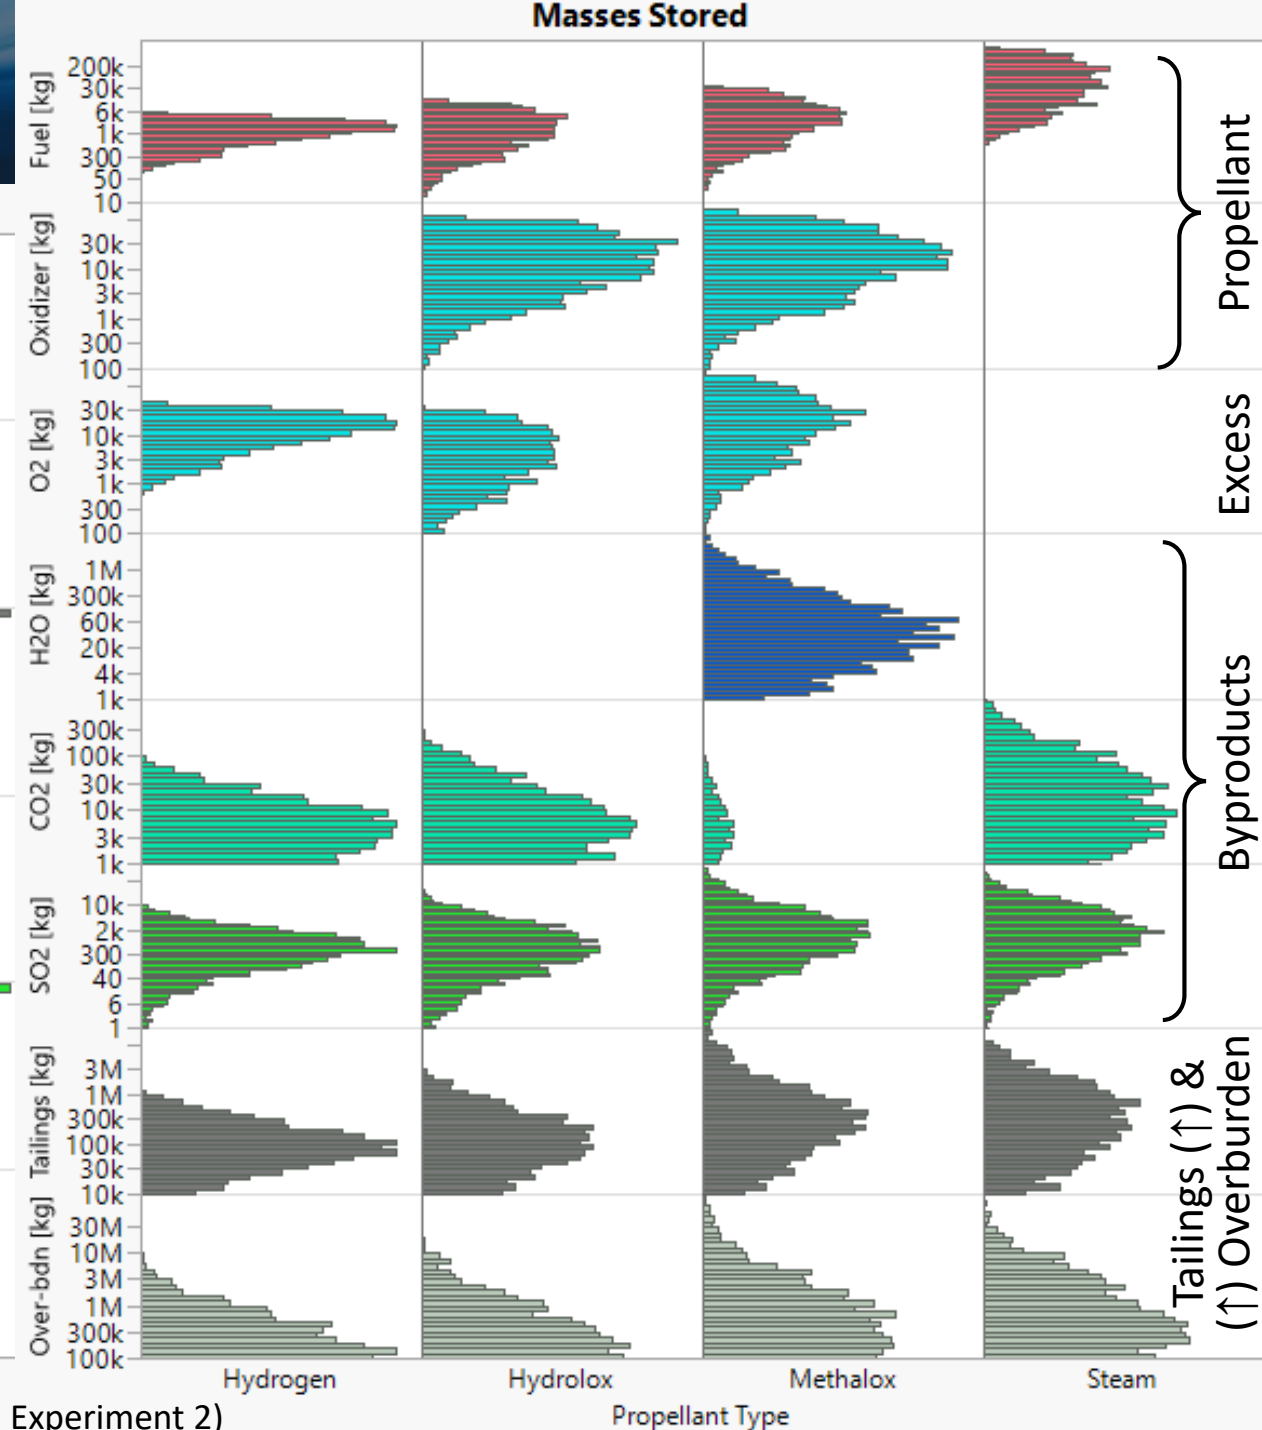 Masses Stored
Fuel [kg]
200k
30k
6k
1k
300
50
10
Oxidizer [kg]
30k
10k
3k
1k
300
100
O2 [kg]
30k
10k
3k
1k
300
100
H2O [kg]
1M
300k
60k
20k
4k
1k
CO2 [kg]
300k
100k
30k
10k
3k
1k
SO2 [kg]
10k
2k
300
40
6
1
Tailings [kg]
3M
1M
300k
100k
30k
10k
Over-bdn [kg]
30M
10M
3M
1M
300k
100k
Propellant
Excess
Byproducts
Tailings (↑) &
(↑) Overburden
Hydrogen Hydrolox Methalox Steam
Propellant Type
Experiment 2)